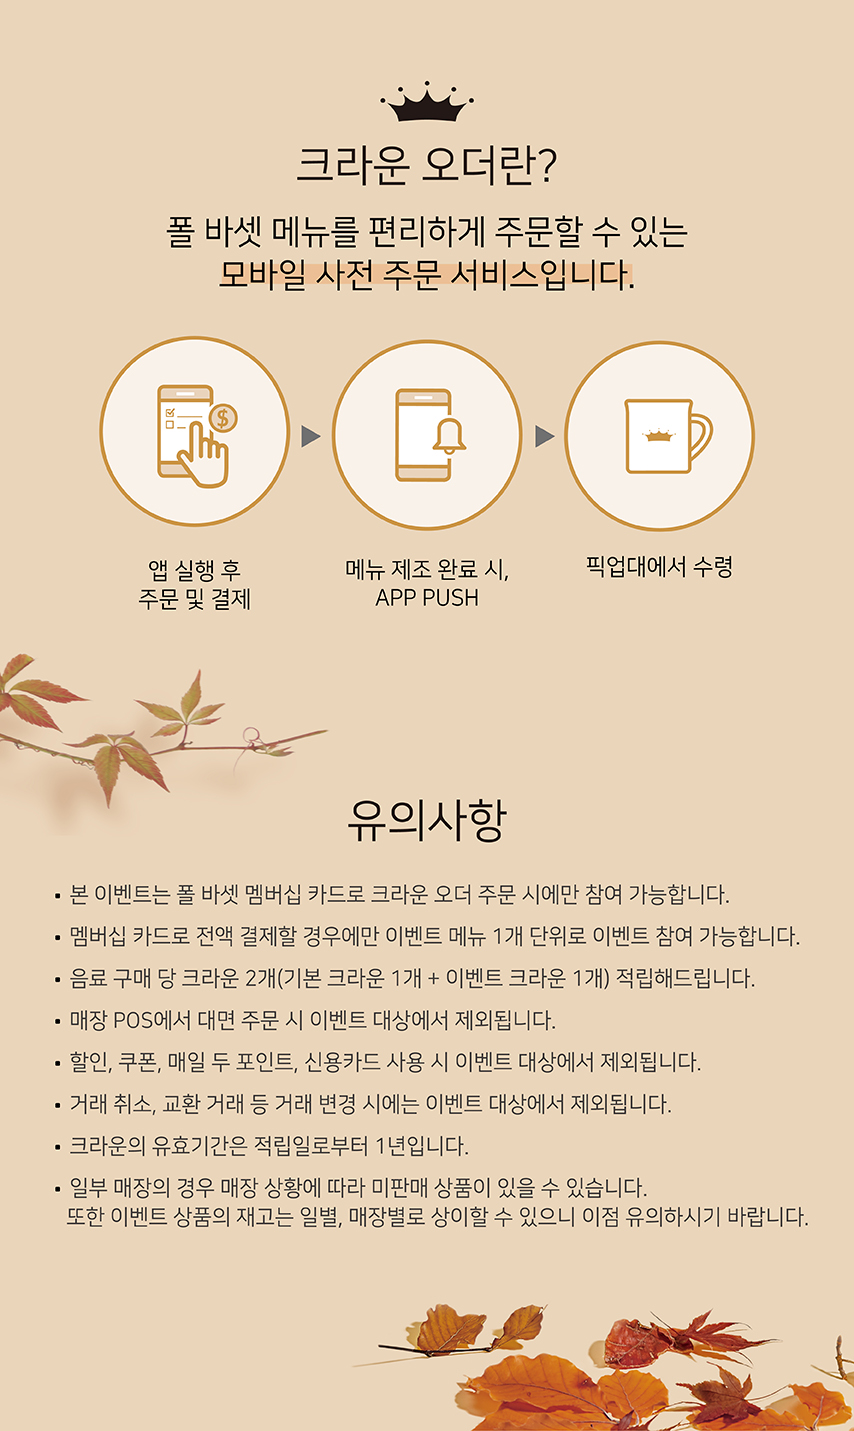 크라운 오더란?
폴 바셋 메뉴를 편리하게 주문할 수 있는
모바일 사전 주문 서비스입니다.
$
앱 실행 후
주문 및 결제
메뉴 제조 완료 시,
APP PUSH
픽업대에서 수령
유의사항
▪ 본 이벤트는 폴 바셋 멤버십 카드로 크라운 오더 주문 시에만 참여 가능합니다.
▪ 멤버십 카드로 전액 결제할 경우에만 이벤트 메뉴 1개 단위로 이벤트 참여 가능합니다.
▪ 음료 구매 당 크라운 2개(기본 크라운 1개 + 이벤트 크라운 1개) 적립해드립니다.
▪ 매장 POS에서 대면 주문 시 이벤트 대상에서 제외됩니다.
▪ 할인, 쿠폰, 매일 두 포인트, 신용카드 사용 시 이벤트 대상에서 제외됩니다.
▪ 거래 취소, 교환 거래 등 거래 변경 시에는 이벤트 대상에서 제외됩니다.
▪ 크라운의 유효기간은 적립일로부터 1년입니다.
▪ 일부 매장의 경우 매장 상황에 따라 미판매 상품이 있을 수 있습니다.
또한 이벤트 상품의 재고는 일별, 매장별로 상이할 수 있으니 이점 유의하시기 바랍니다.